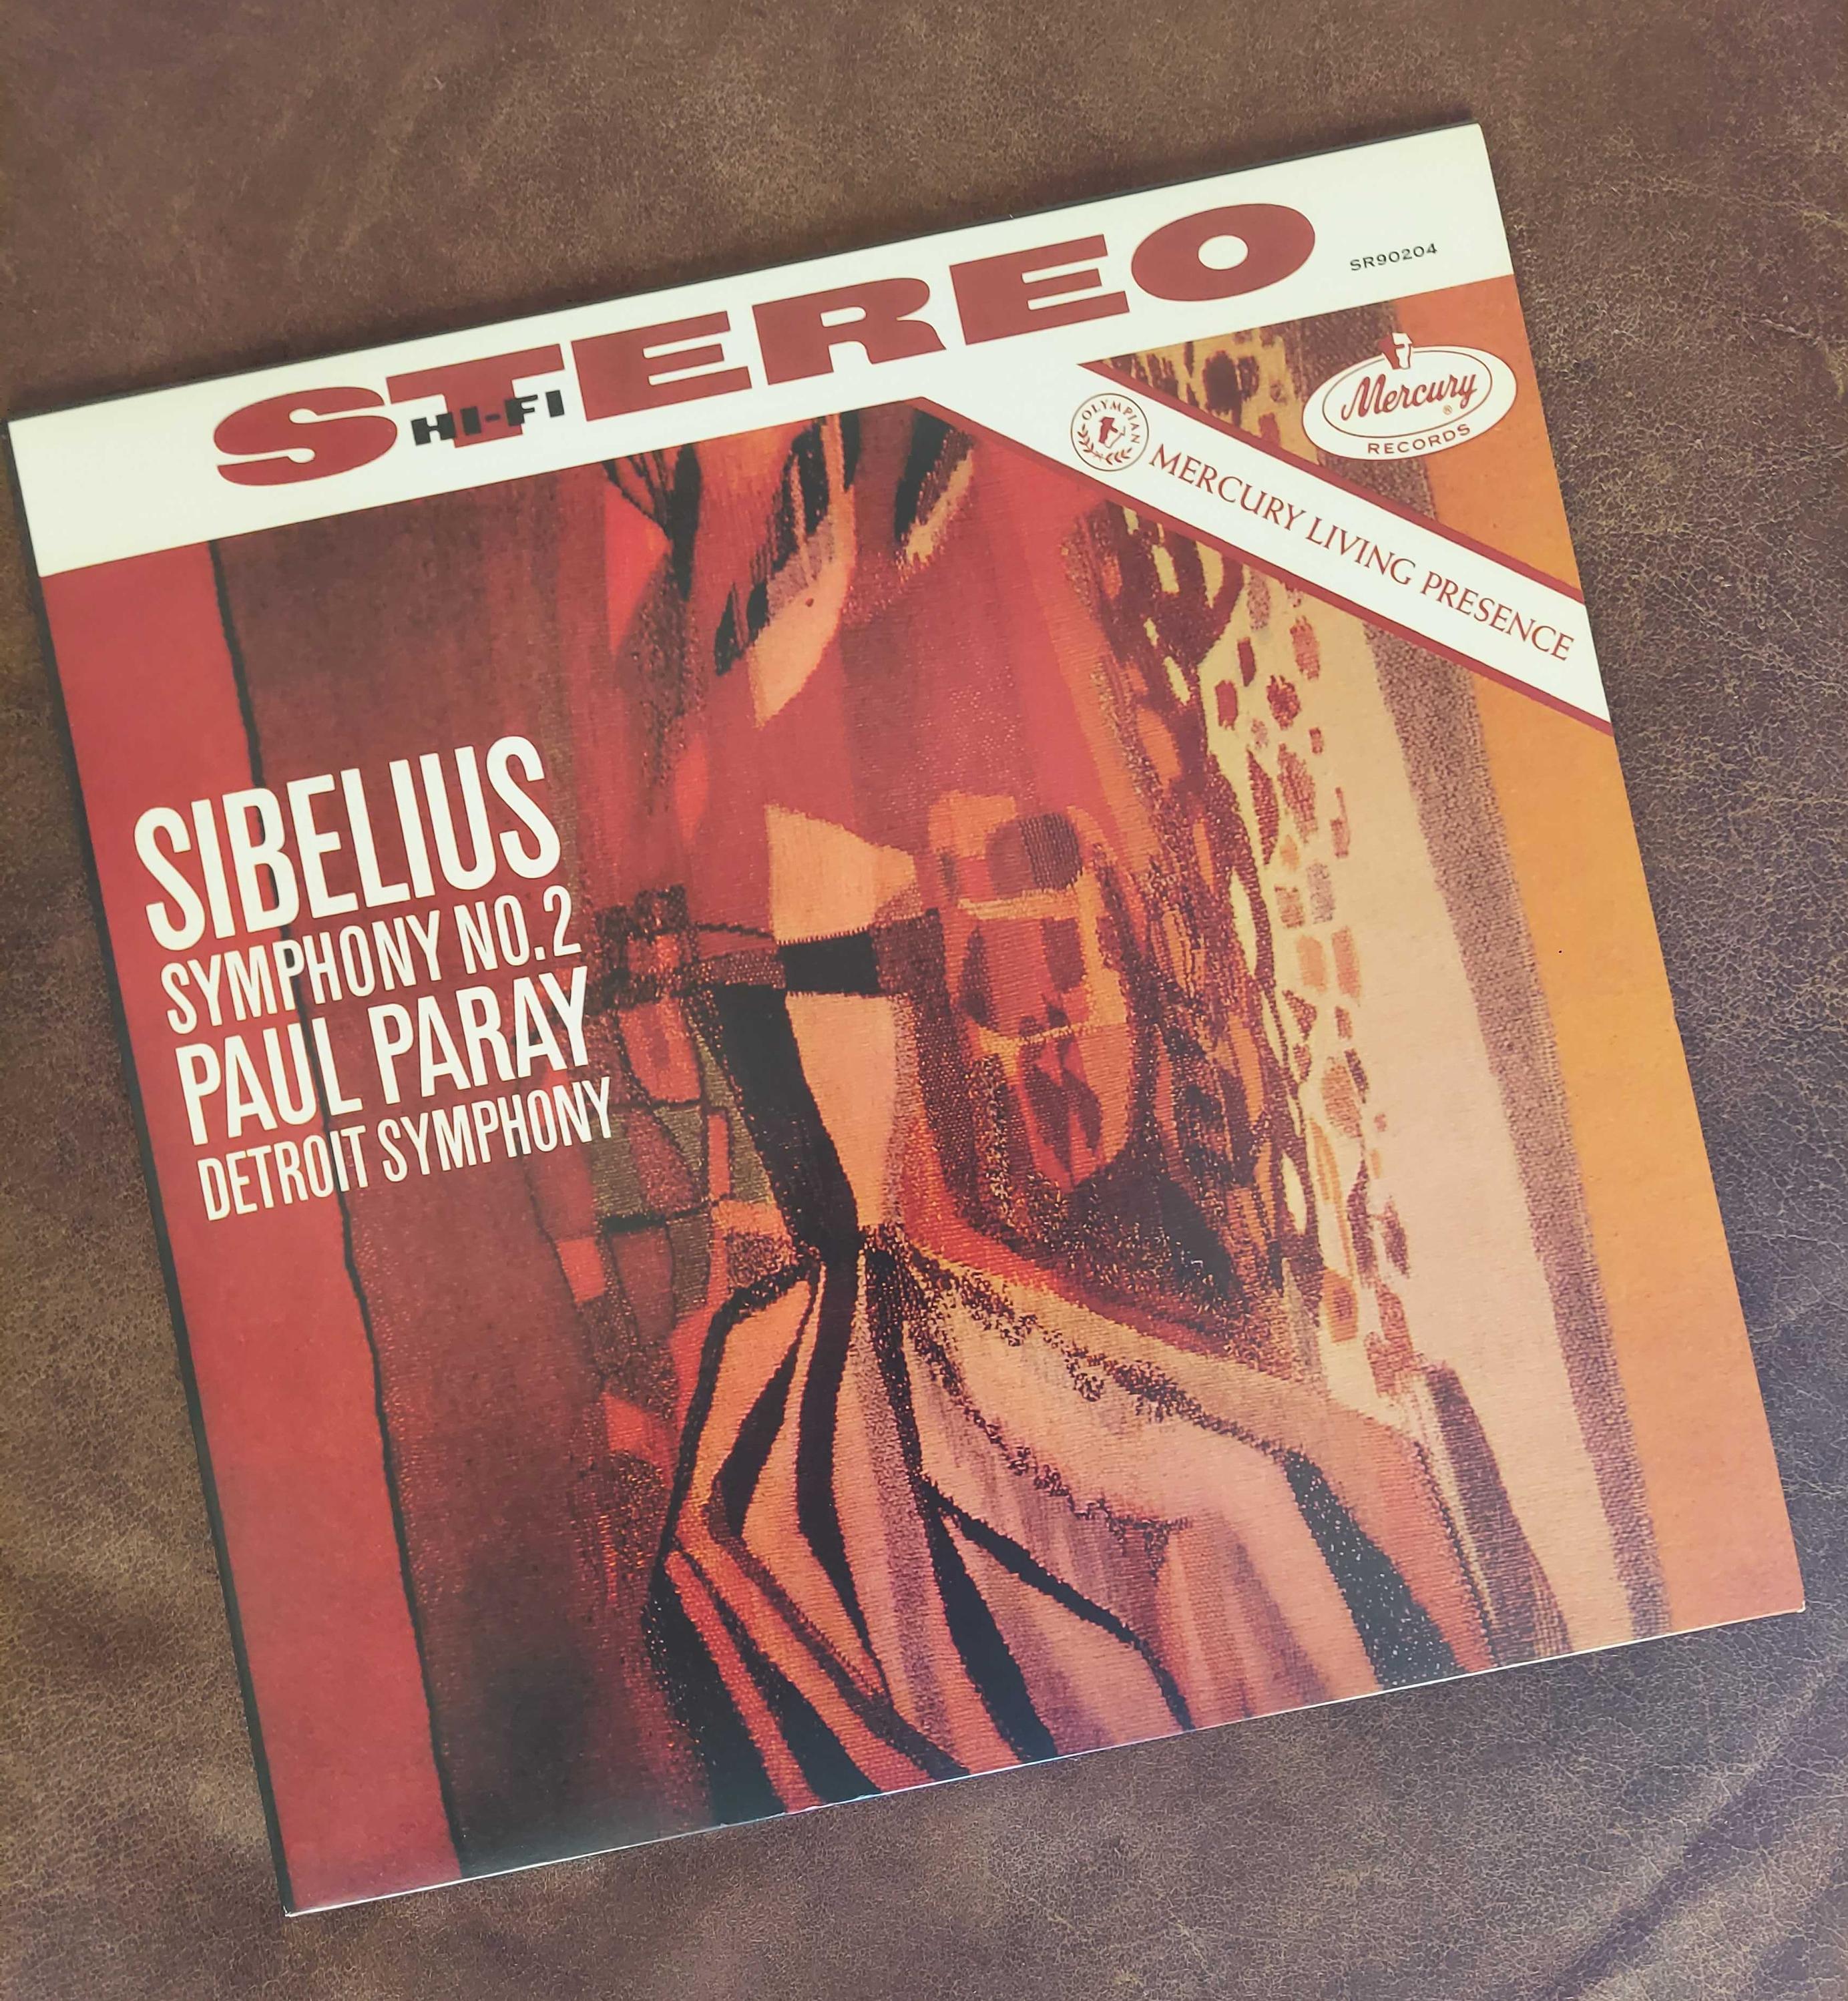 STEREO
HI-FI
SR90204
Mercury®
RECORDS
OLYMPIAN
MERCURY LIVING PRESENCE
SIBELIUS
SYMPHONY NO.2
PAUL PARAY
DETROIT SYMPHONY